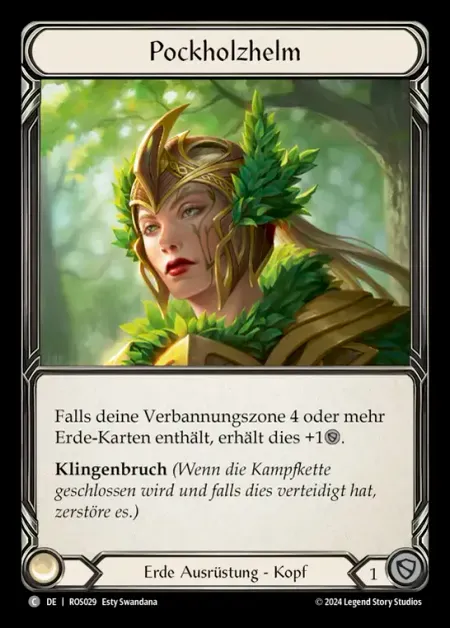 Pockholzhelm
Falls deine Verbannungszone 4 oder mehr
Erde-Karten enthält, erhält dies +1.
Klingenbruch (Wenn die Kampfkette
geschlossen wird und falls dies verteidigt hat,
zerstöre es.)
Erde Ausrüstung - Kopf
1
C DE | ROS029 Esty Swandana
© 2024 Legend Story Studios